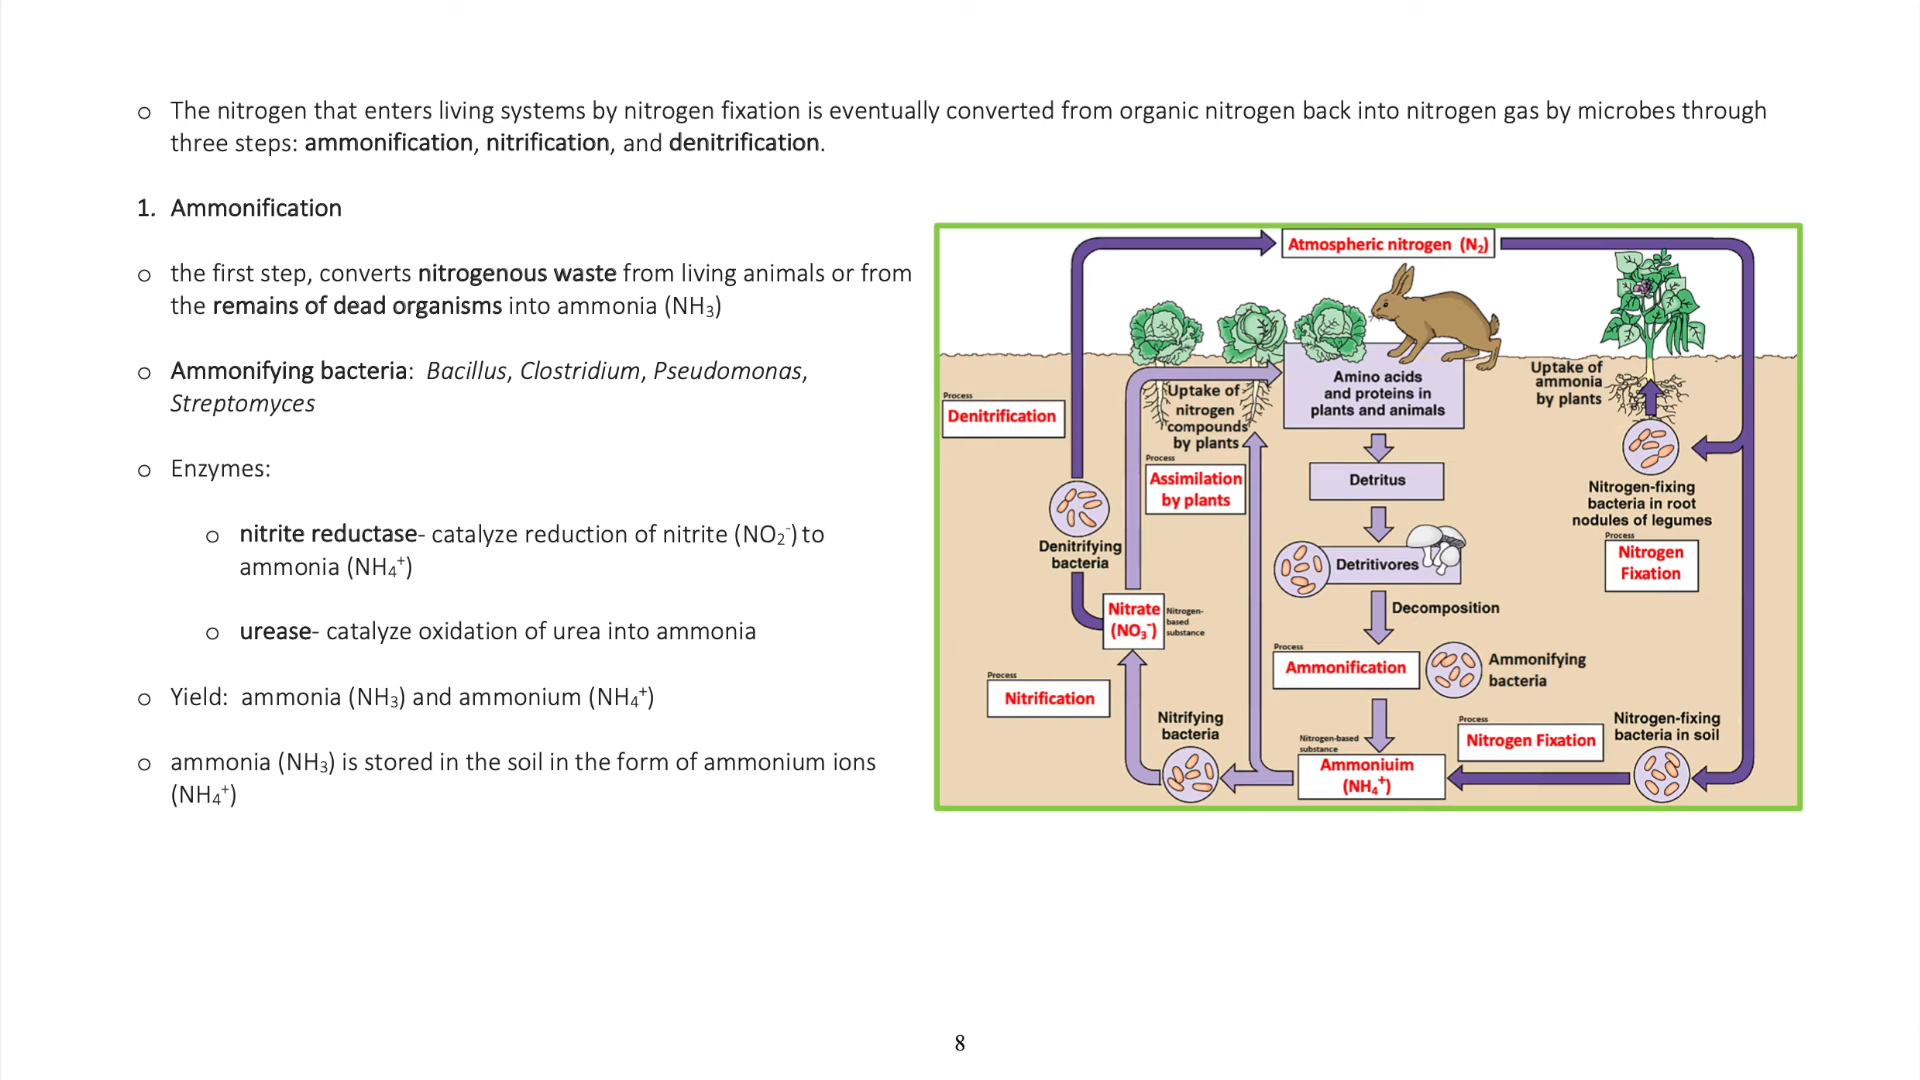 o The nitrogen that enters living systems by nitrogen fixation is eventually converted from organic nitrogen back into nitrogen gas by microbes through
three steps: ammonification, nitrification, and denitrification.
1. Ammonification
o the first step, converts nitrogenous waste from living animals or from
the remains of dead organisms into ammonia (NH₃)
o Ammonifying bacteria: Bacillus, Clostridium, Pseudomonas,
Streptomyces
o Enzymes:
o nitrite reductase- catalyze reduction of nitrite (NO₂⁻) to
ammonia (NH₄⁺)
o urease- catalyze oxidation of urea into ammonia
o Yield: ammonia (NH₃) and ammonium (NH₄⁺)
o ammonia (NH₃) is stored in the soil in the form of ammonium ions
(NH₄⁺)
Atmospheric nitrogen (N₂)
Process
Denitrification
Uptake of
nitrogen
compounds
by plants
Amino acids
and proteins in
plants and animals
Uptake of
ammonia
by plants
Process
Assimilation
by plants
Detritus
Nitrogen-fixing
bacteria in root
nodules of legumes
Process
Nitrogen
Fixation
Denitrifying
bacteria
Detritivores
Decomposition
Nitrate
(NO₃⁻)
Nitrogen-
based
substance
Process
Ammonification
Ammonifying
bacteria
Process
Nitrification
Nitrifying
bacteria
Process
Nitrogen Fixation
Nitrogen-fixing
bacteria in soil
Nitrogen-based
substance
Ammoniuim
(NH₄⁺)
8